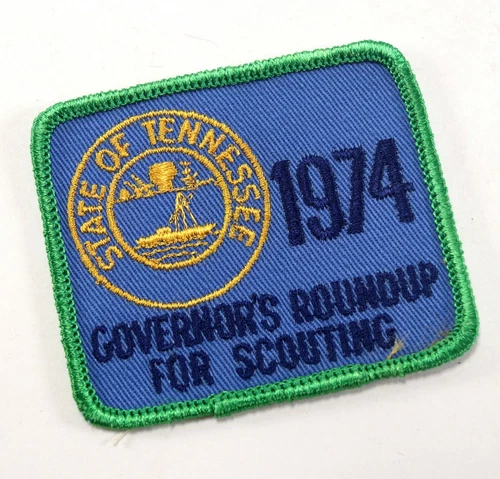 STATE OF TENNESSEE
1974
GOVERNOR'S ROUNDUP
FOR SCOUTING